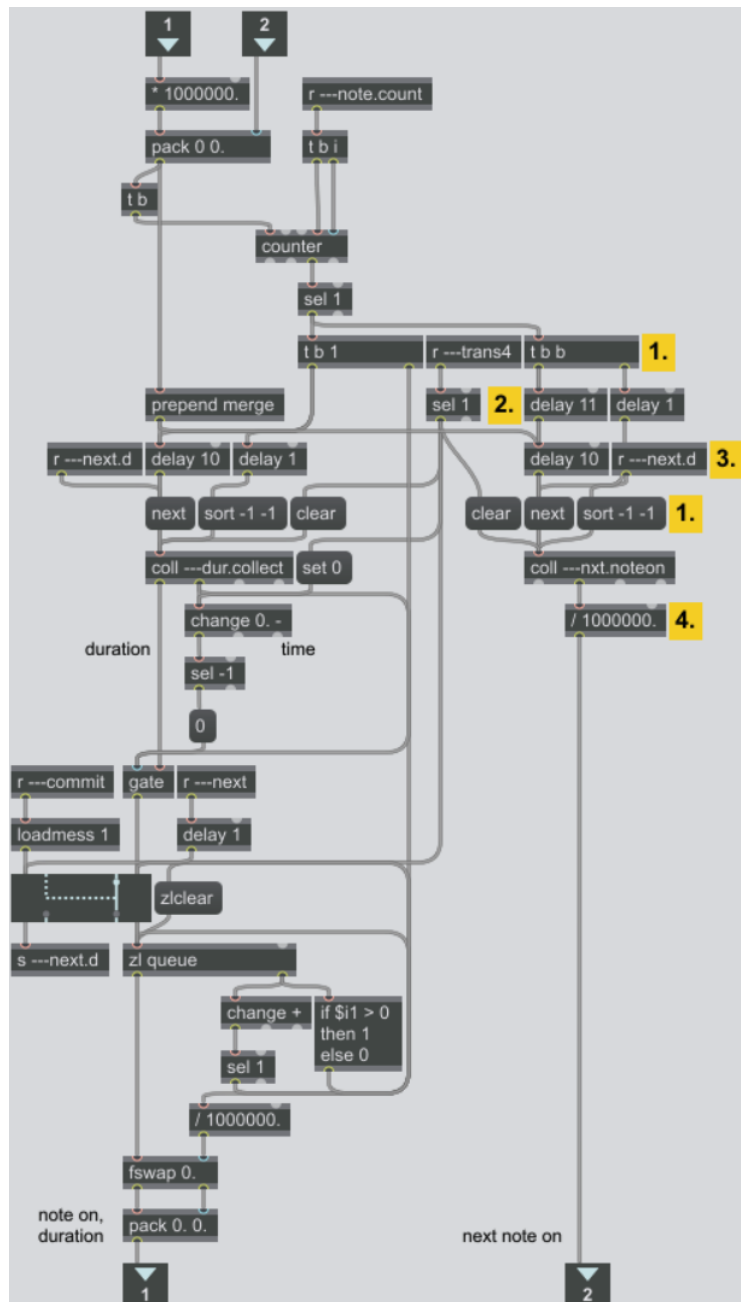 1
2
* 1000000.
r ---note.count
pack 0 0.
t b i
t b
counter
sel 1
t b 1
r ---trans4
t b b
1.
prepend merge
sel 1
2.
delay 11
delay 1
r ---next.d
delay 10
delay 1
delay 10
r ---next.d
3.
next
sort -1 -1
clear
clear
next
sort -1 -1
1.
coll ---dur.collect
set 0
coll ---nxt.noteon
change 0. -
/ 1000000.
4.
duration
time
sel -1
0
r ---commit
gate
r ---next
loadmess 1
delay 1
zlclear
s ---next.d
zl queue
change +
if $i1 > 0
then 1
else 0
sel 1
/ 1000000.
fswap 0.
note on,
duration
pack 0. 0.
next note on
1
2